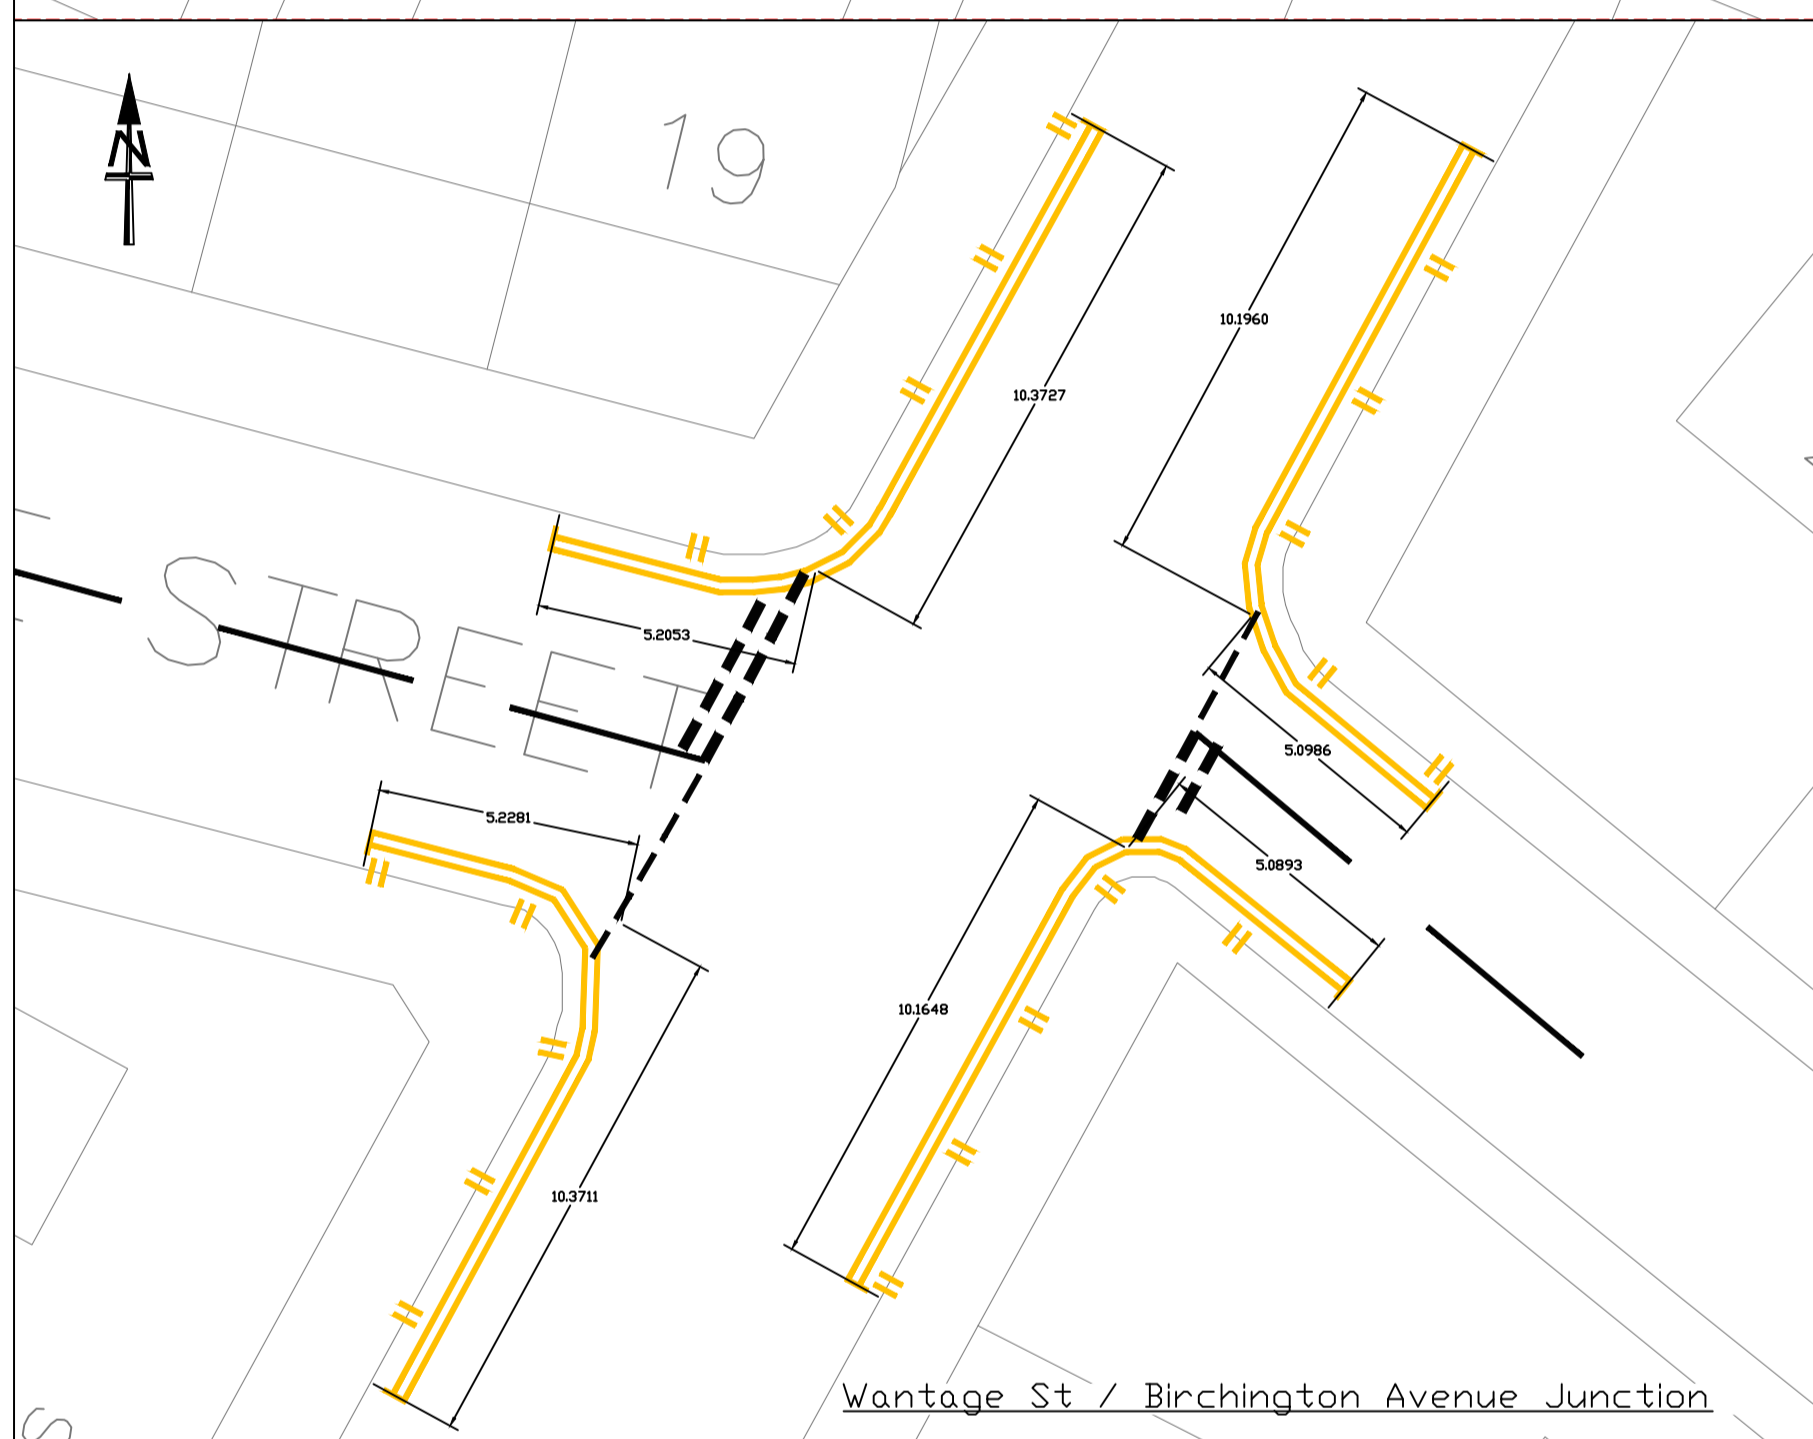 N
19
10.1960
10.3727
STREET
5.2053
5.0986
5.2281
5.0893
10.1648
10.3711
Wantage St / Birchington Avenue Junction
S